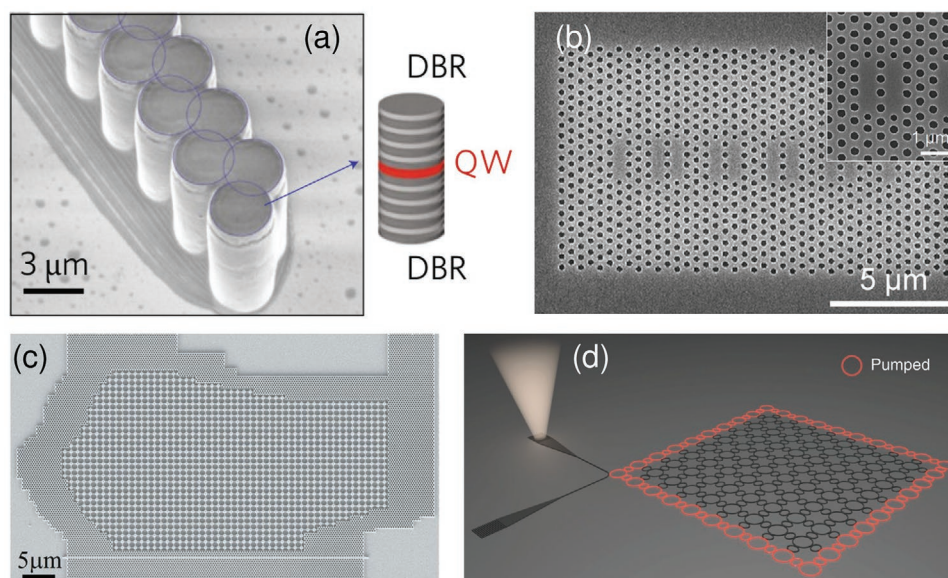 (a)
DBR
QW
DBR
3 μm
(b)
1 μm
5 μm
(c)
5μm
(d)
Pumped